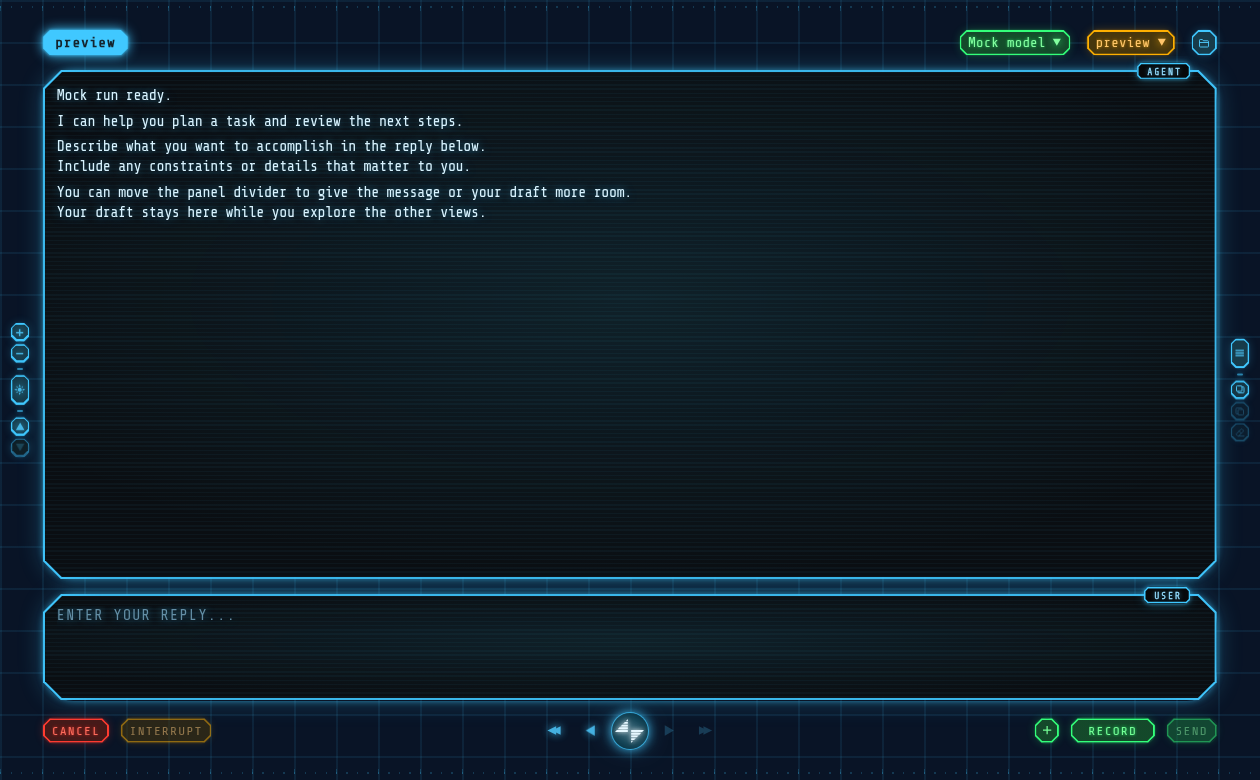 preview
Mock model
preview
AGENT
Mock run ready.
I can help you plan a task and review the next steps.
Describe what you want to accomplish in the reply below.
Include any constraints or details that matter to you.
You can move the panel divider to give the message or your draft more room.
Your draft stays here while you explore the other views.
USER
ENTER YOUR REPLY...
CANCEL
INTERRUPT
RECORD
SEND